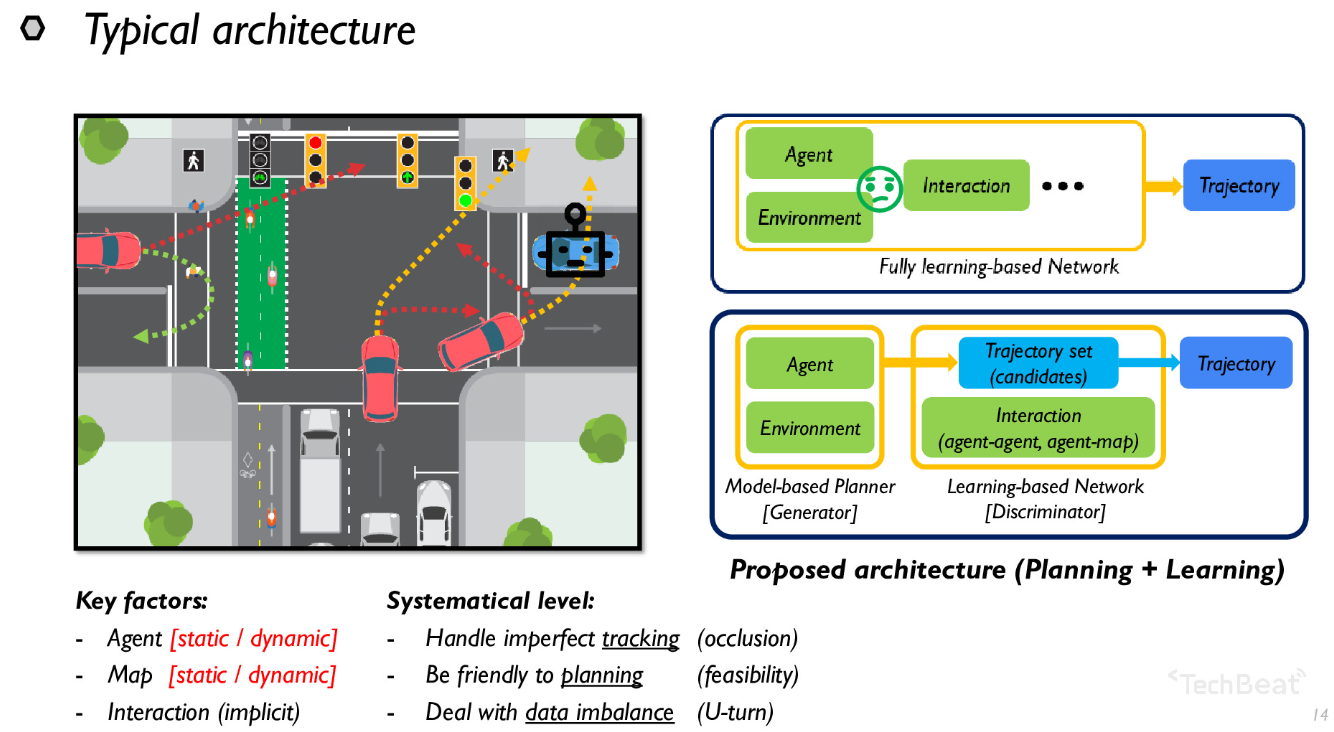 Typical architecture
Agent
Environment
Interaction
Trajectory
Fully learning-based Network
Agent
Environment
Trajectory set
(candidates)
Interaction
(agent-agent, agent-map)
Trajectory
Model-based Planner
[Generator]
Learning-based Network
[Discriminator]
Proposed architecture (Planning + Learning)
Key factors:
- Agent [static / dynamic]
- Map [static / dynamic]
- Interaction (implicit)
Systematical level:
- Handle imperfect tracking (occlusion)
- Be friendly to planning (feasibility)
- Deal with data imbalance (U-turn)
TechBeat
14